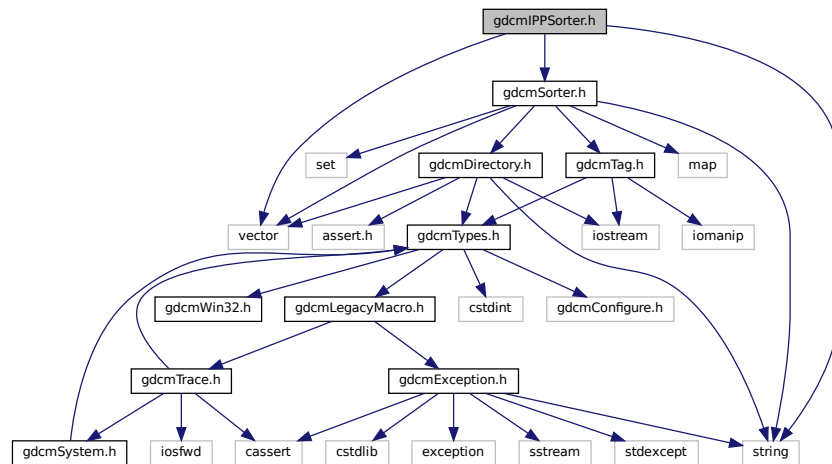 gdcmIPPSorter.h
gdcmSorter.h
set
gdcmDirectory.h
gdcmTag.h
map
vector
assert.h
gdcmTypes.h
iostream
iomanip
gdcmWin32.h
gdcmLegacyMacro.h
cstdint
gdcmConfigure.h
gdcmTrace.h
gdcmException.h
gdcmSystem.h
iosfwd
cassert
cstdlib
exception
sstream
stdexcept
string